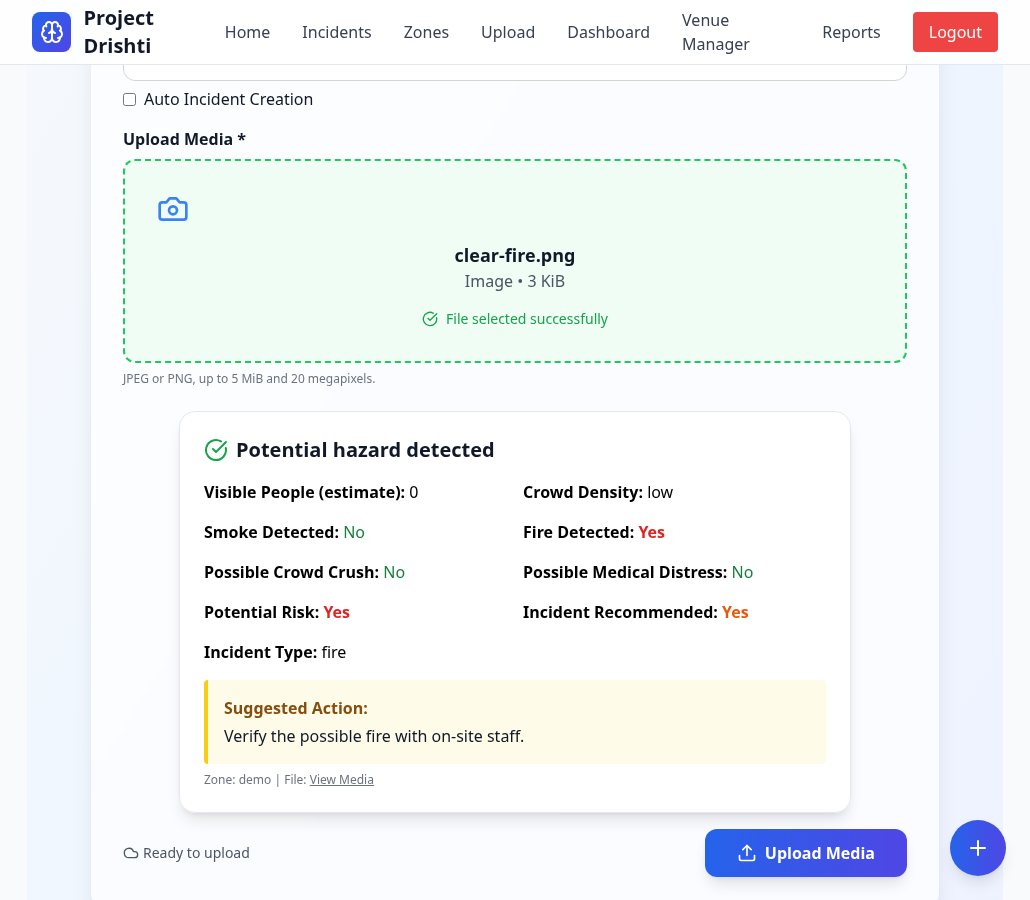 Project Drishti
Home
Incidents
Zones
Upload
Dashboard
Venue Manager
Reports
Logout
Auto Incident Creation
Upload Media *
clear-fire.png
Image • 3 KiB
File selected successfully
JPEG or PNG, up to 5 MiB and 20 megapixels.
Potential hazard detected
Visible People (estimate): 0
Crowd Density: low
Smoke Detected: No
Fire Detected: Yes
Possible Crowd Crush: No
Possible Medical Distress: No
Potential Risk: Yes
Incident Recommended: Yes
Incident Type: fire
Suggested Action:
Verify the possible fire with on-site staff.
Zone: demo | File: View Media
Ready to upload
Upload Media